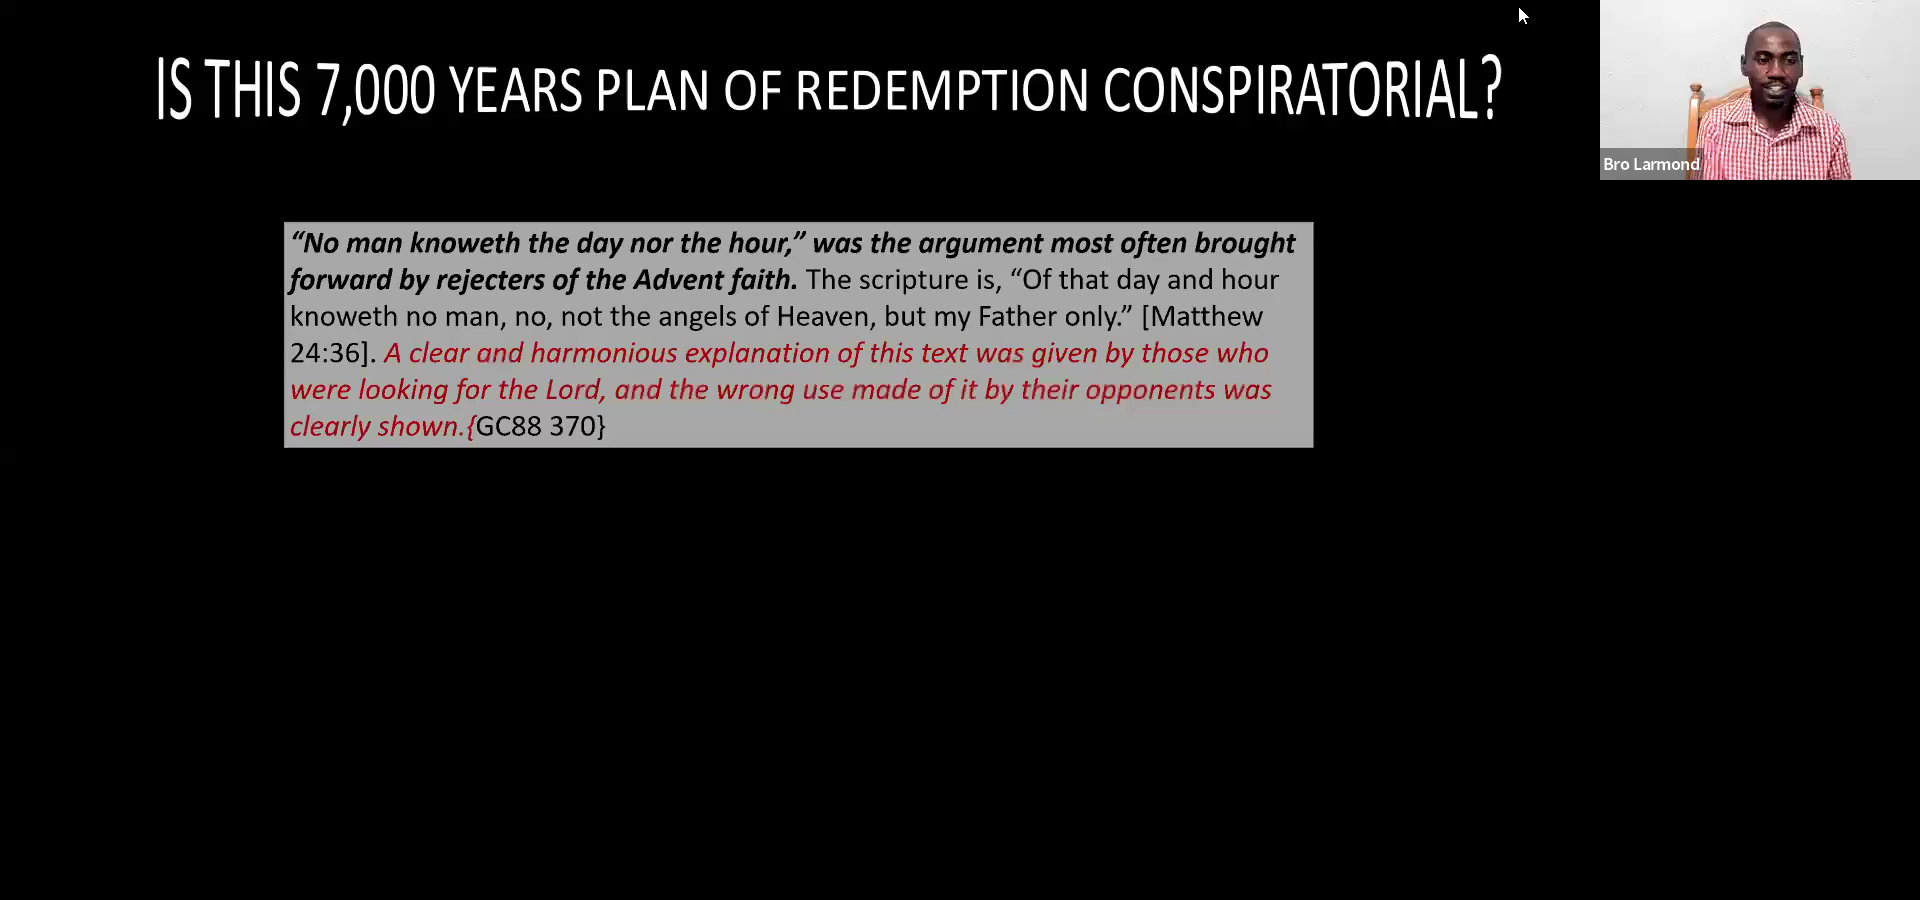 IS THIS 7,000 YEARS PLAN OF REDEMPTION CONSPIRATORIAL?
Bro Larmond
“No man knoweth the day nor the hour,” was the argument most often brought
forward by rejecters of the Advent faith. The scripture is, “Of that day and hour
knoweth no man, no, not the angels of Heaven, but my Father only.” [Matthew
24:36]. A clear and harmonious explanation of this text was given by those who
were looking for the Lord, and the wrong use made of it by their opponents was
clearly shown.{GC88 370}